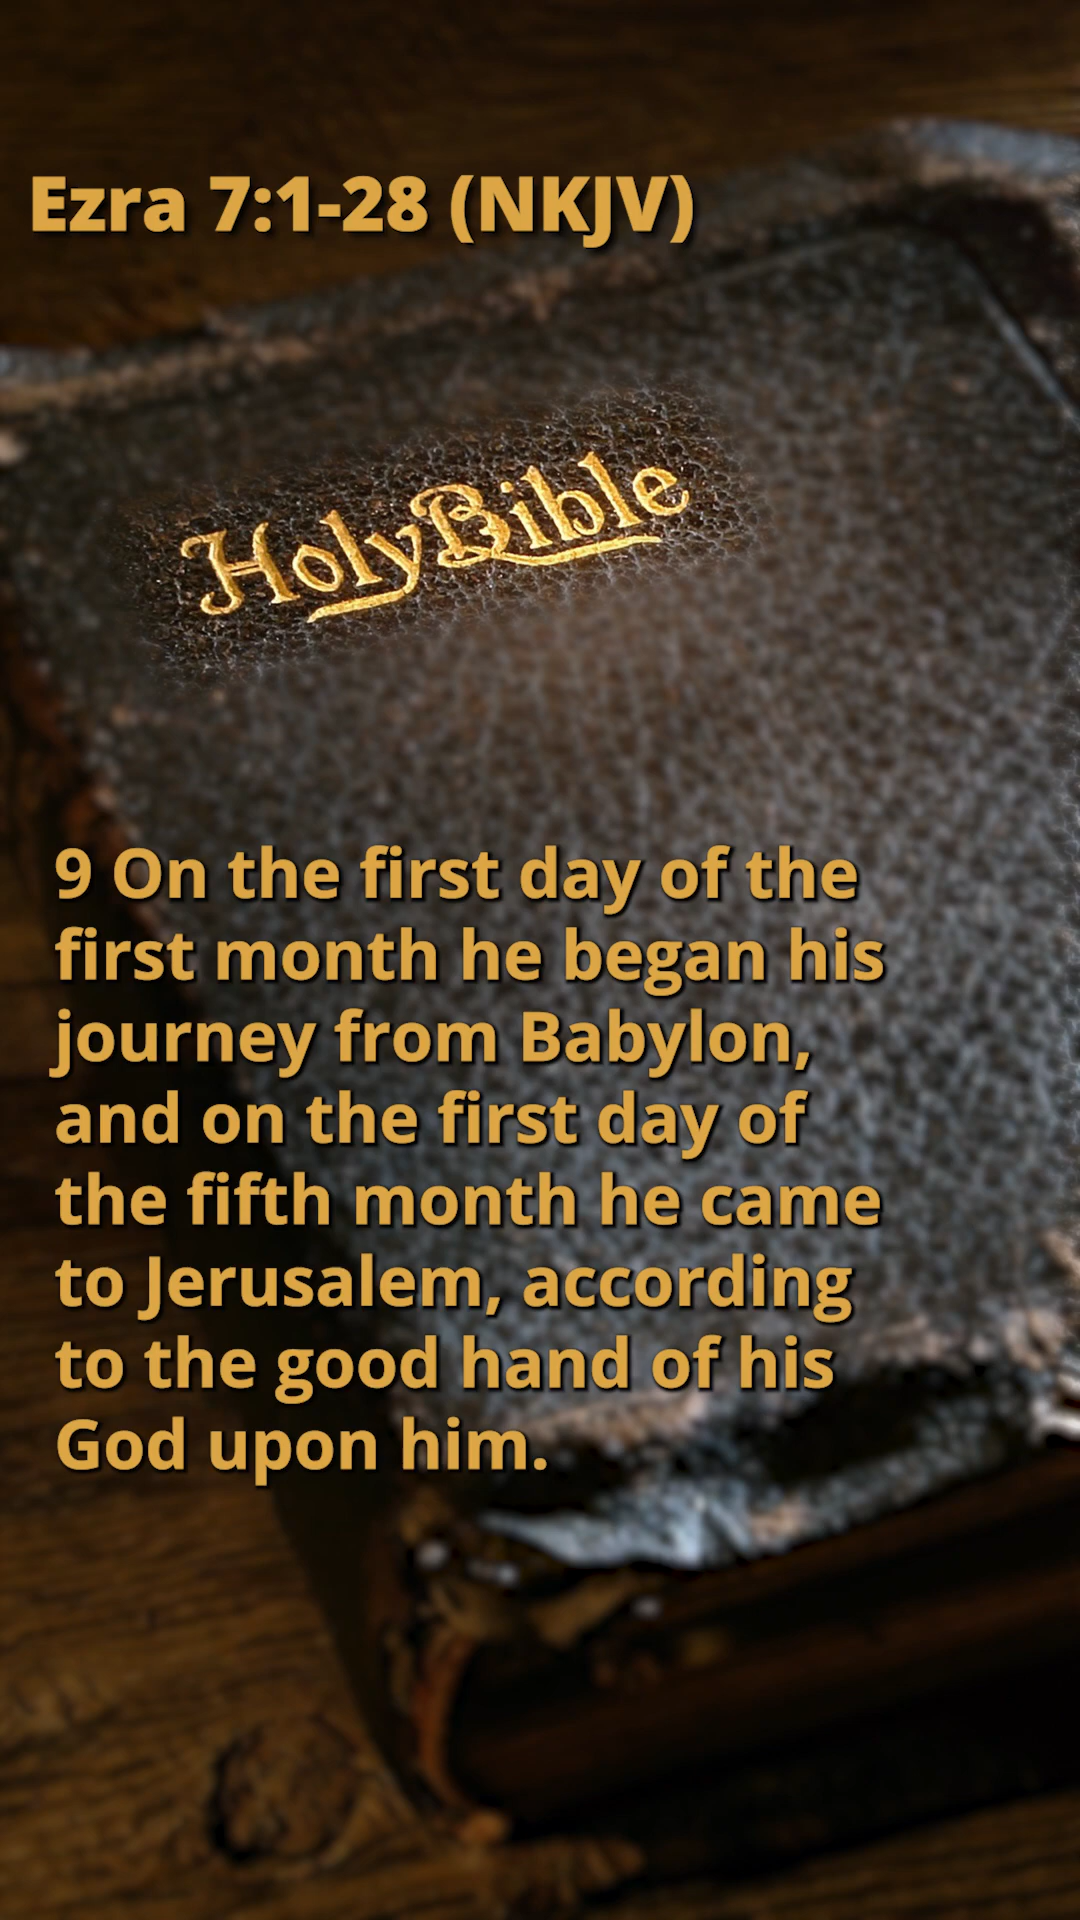 Ezra 7:1-28 (NKJV)
Holy Bible
9 On the first day of the
first month he began his
journey from Babylon,
and on the first day of
the fifth month he came
to Jerusalem, according
to the good hand of his
God upon him.